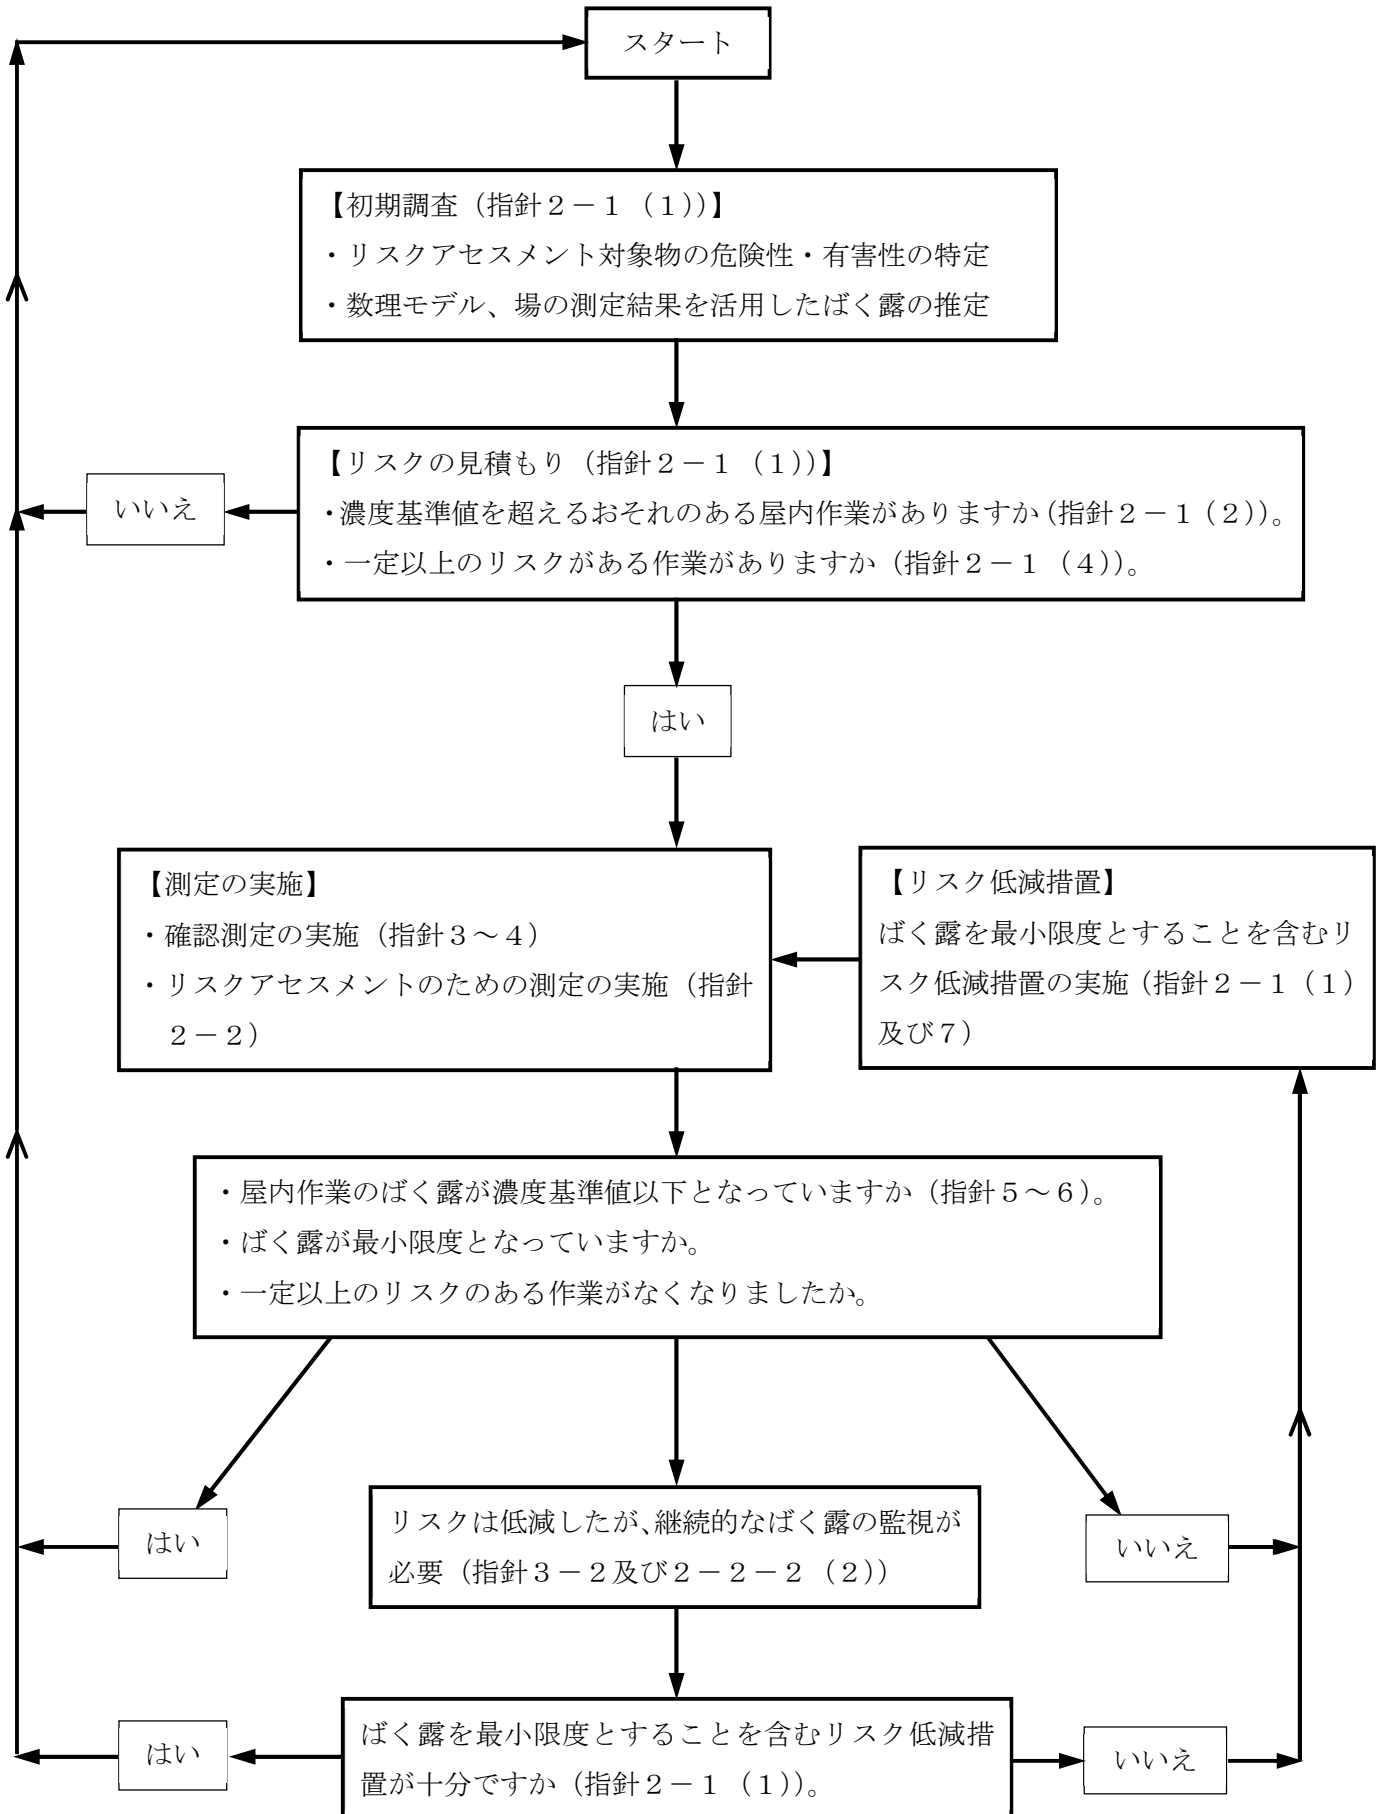 スタート
【初期調査（指針２－１（１））】
・リスクアセスメント対象物の危険性・有害性の特定
・数理モデル、場の測定結果を活用したばく露の推定
【リスクの見積もり（指針２－１（１））】
・濃度基準値を超えるおそれのある屋内作業がありますか（指針２－１（２））。
・一定以上のリスクがある作業がありますか（指針２－１（４））。
いいえ
はい
【測定の実施】
・確認測定の実施（指針３～４）
・リスクアセスメントのための測定の実施（指針
２－２）
【リスク低減措置】
ばく露を最小限度とすることを含むリ
スク低減措置の実施（指針２－１（１）
及び７）
・屋内作業のばく露が濃度基準値以下となっていますか（指針５～６）。
・ばく露が最小限度となっていますか。
・一定以上のリスクのある作業がなくなりましたか。
はい
リスクは低減したが、継続的なばく露の監視が
必要（指針３－２及び２－２－２（２））
いいえ
はい
ばく露を最小限度とすることを含むリスク低減措
置が十分ですか（指針２－１（１））。
いいえ